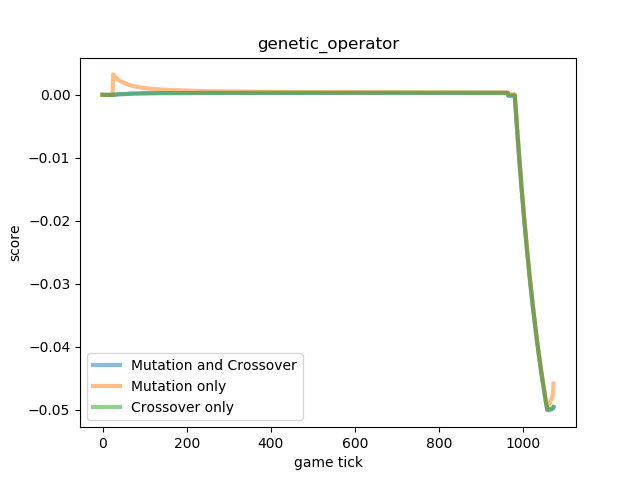 genetic_operator
0.00
−0.01
−0.02
−0.03
−0.04
−0.05
score
Mutation and Crossover
Mutation only
Crossover only
0 200 400 600 800 1000
game tick